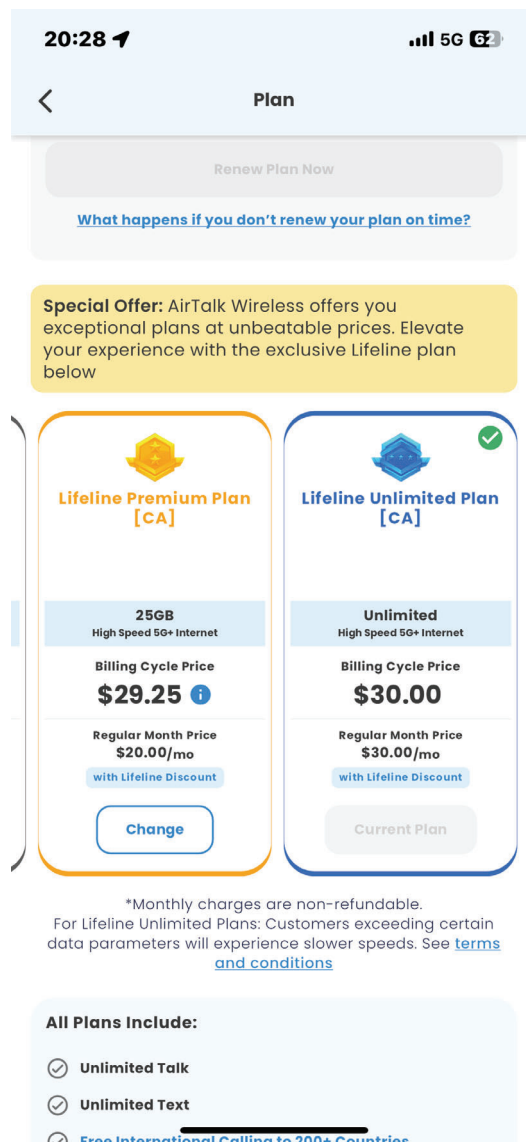 20:28
5G 62
Plan
Renew Plan Now
What happens if you don't renew your plan on time?
Special Offer: AirTalk Wireless offers you
exceptional plans at unbeatable prices. Elevate
your experience with the exclusive Lifeline plan
below
Lifeline Premium Plan
[CA]
25GB
High Speed 5G+ Internet
Billing Cycle Price
$29.25
Regular Month Price
$20.00/mo
with Lifeline Discount
Change
Lifeline Unlimited Plan
[CA]
Unlimited
High Speed 5G+ Internet
Billing Cycle Price
$30.00
Regular Month Price
$30.00/mo
with Lifeline Discount
Current Plan
*Monthly charges are non-refundable.
For Lifeline Unlimited Plans: Customers exceeding certain
data parameters will experience slower speeds. See terms
and conditions
All Plans Include:
Unlimited Talk
Unlimited Text
Free International Calling to 200+ Countries